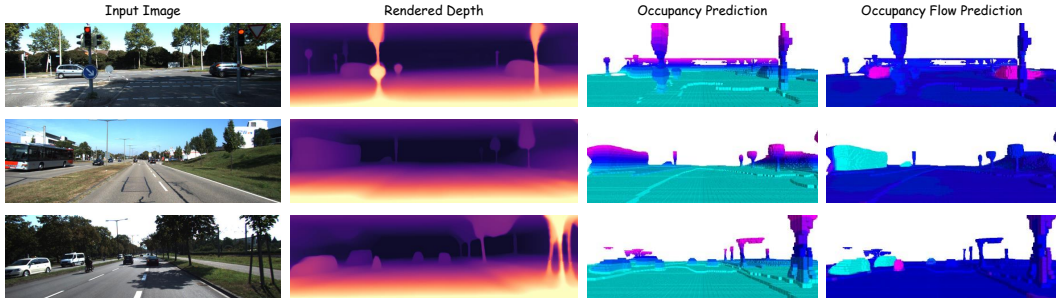 Input Image
Rendered Depth
Occupancy Prediction
Occupancy Flow Prediction